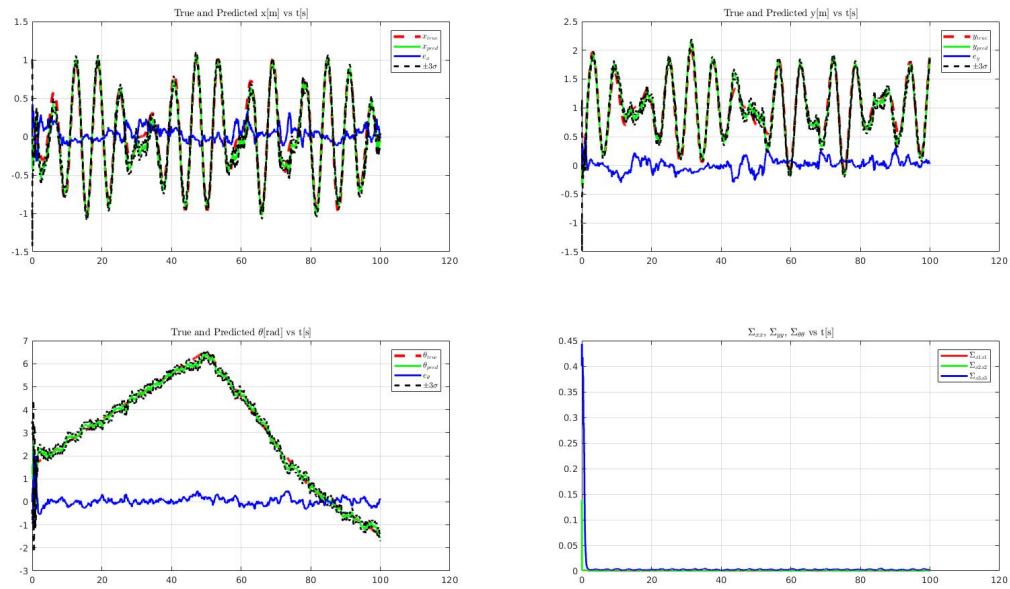 True and Predicted x[m] vs t[s]
1.5
1
0.5
0
-0.5
-1
-1.5
0 20 40 60 80 100 120
x_true
x_pred
e_x
±3σ
True and Predicted y[m] vs t[s]
2.5
2
1.5
1
0.5
0
-0.5
-1
-1.5
0 20 40 60 80 100 120
y_true
y_pred
e_y
±3σ
True and Predicted θ[rad] vs t[s]
7
6
5
4
3
2
1
0
-1
-2
-3
0 20 40 60 80 100 120
θ_true
θ_pred
e_θ
±3σ
Σ_xx, Σ_yy, Σ_θθ vs t[s]
0.45
0.4
0.35
0.3
0.25
0.2
0.15
0.1
0.05
0
0 20 40 60 80 100 120
Σ_x1x1
Σ_x2x2
Σ_x3x3